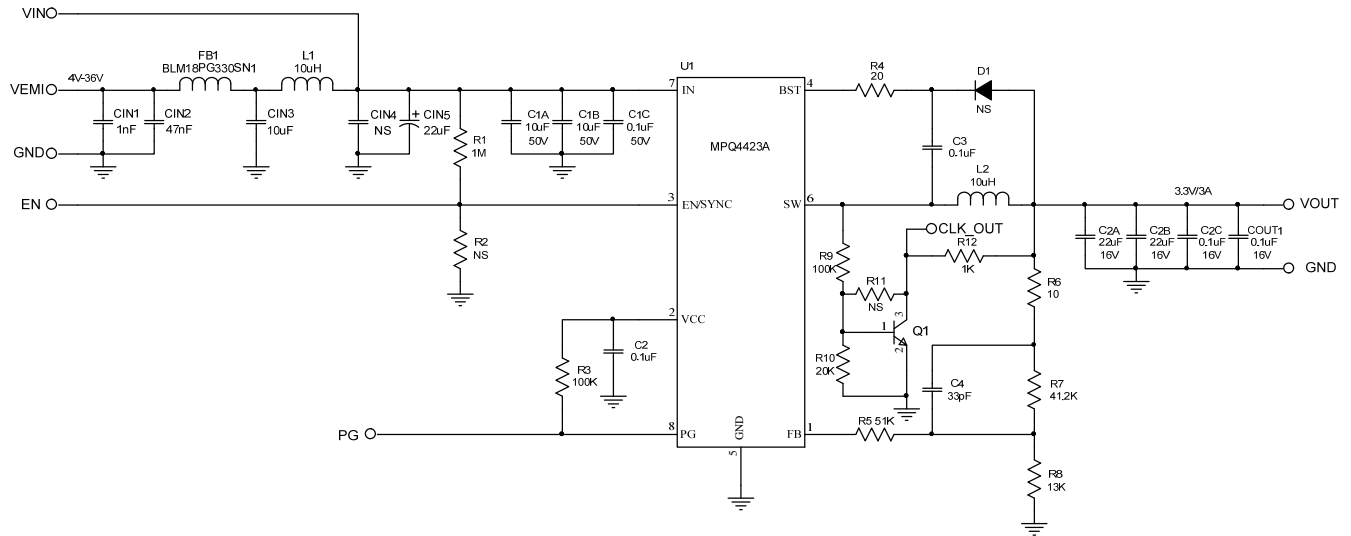 VIN
VEMI
4V-36V
FB1
BLM18PG330SN1
L1
10uH
CIN1
1nF
CIN2
47nF
CIN3
10uF
CIN4
NS
+
CIN5
22uF
GND
R1
1M
C1A
10uF
50V
C1B
10uF
50V
C1C
0.1uF
50V
EN
R2
NS
R3
100K
C2
0.1uF
PG
U1
MPQ4423A
7
IN
3
EN/SYNC
2
VCC
8
PG
GND
5
4
BST
6
SW
1
FB
R4
20
D1
NS
C3
0.1uF
L2
10uH
3.3V/3A
VOUT
CLK_OUT
R9
100K
R12
1K
R11
NS
R10
20K
1
3
2
Q1
C2A
22uF
16V
C2B
22uF
16V
C2C
0.1uF
16V
COUT1
0.1uF
16V
GND
R6
10
C4
33pF
R7
41.2K
R5 51K
R8
13K